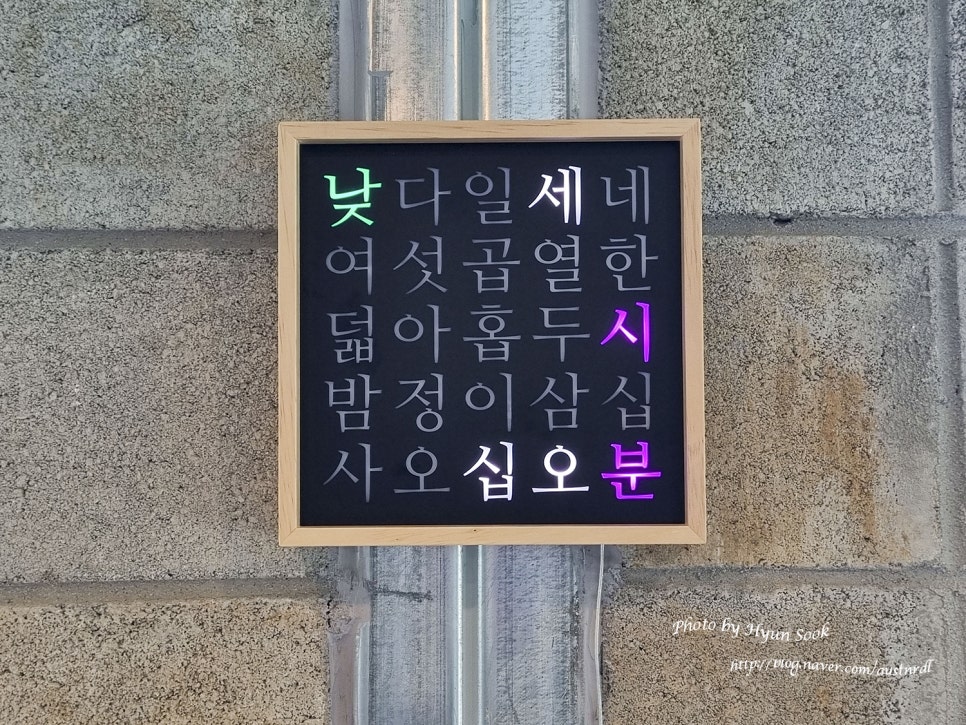 낮 다 일 세 네
여 섯 곱 열 한
덟 아 홉 두 시
밤 정 이 삼 십
사 오 십 오 분
Photo by Hyun Sook
http://blog.naver.com/austnrdl